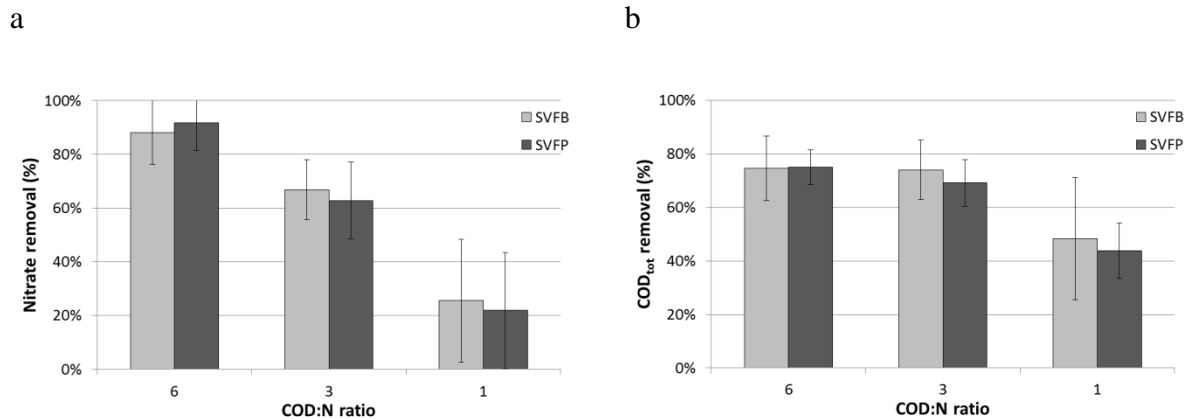 a
100%
80%
60%
40%
20%
0%
Nitrate removal (%)
SVFB
SVFP
6 3 1
COD:N ratio
b
100%
80%
60%
40%
20%
0%
CODtot removal (%)
SVFB
SVFP
6 3 1
COD:N ratio